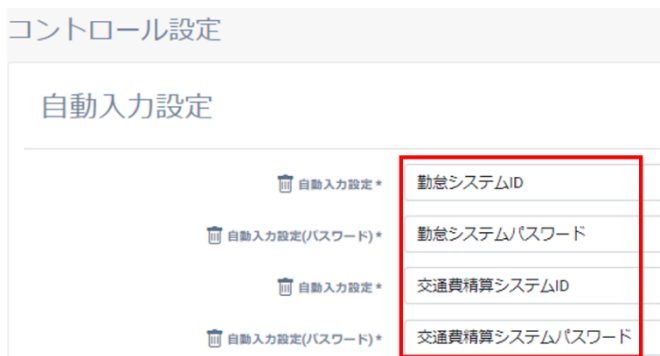 コントロール設定
自動入力設定
自動入力設定* 勤怠システムID
自動入力設定(パスワード)* 勤怠システムパスワード
自動入力設定* 交通費精算システムID
自動入力設定(パスワード)* 交通費精算システムパスワード